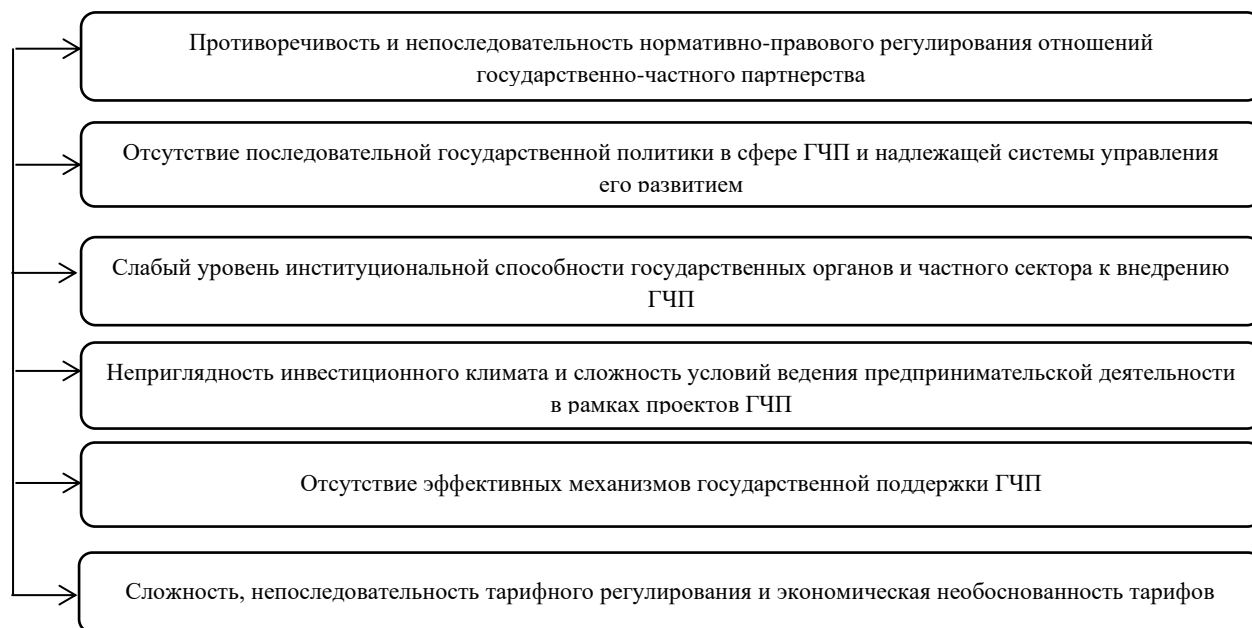 Противоречивость и непоследовательность нормативно-правового регулирования отношений
государственно-частного партнерства
Отсутствие последовательной государственной политики в сфере ГЧП и надлежащей системы управления
его развитием
Слабый уровень институциональной способности государственных органов и частного сектора к внедрению
ГЧП
Неприглядность инвестиционного климата и сложность условий ведения предпринимательской деятельности
в рамках проектов ГЧП
Отсутствие эффективных механизмов государственной поддержки ГЧП
Сложность, непоследовательность тарифного регулирования и экономическая необоснованность тарифов